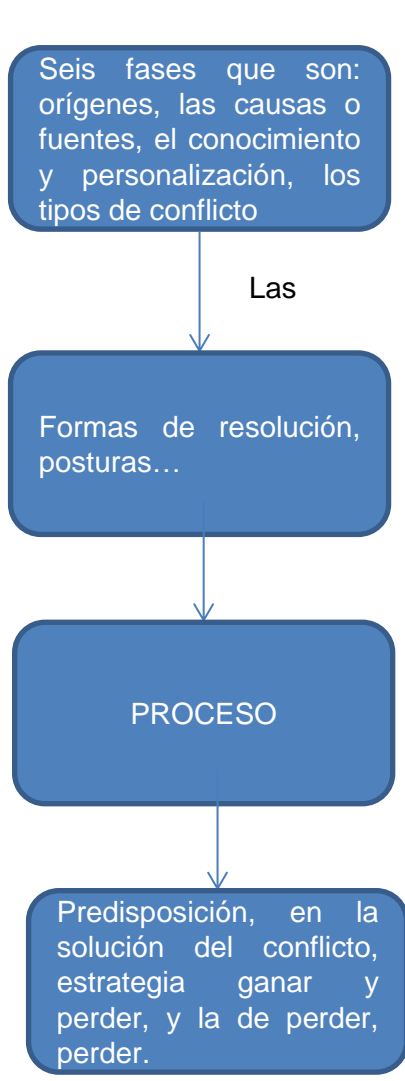 Seis fases que son:
orígenes, las causas o
fuentes, el conocimiento
y personalización, los
tipos de conflicto
Las
Formas de resolución,
posturas…
PROCESO
Predisposición, en la
solución del conflicto,
estrategia ganar y
perder, y la de perder,
perder.